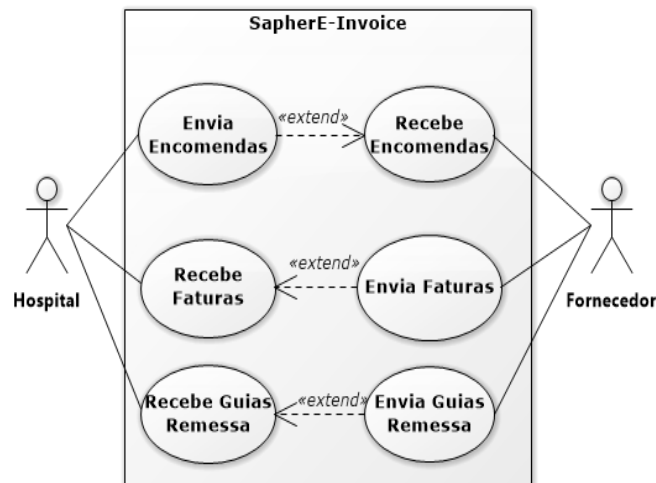 SapherE-Invoice
Envia
Encomendas
«extend»
Recebe
Encomendas
Hospital
Recebe
Faturas
«extend»
Envia Faturas
Fornecedor
Recebe Guias
Remessa
«extend»
Envia Guias
Remessa